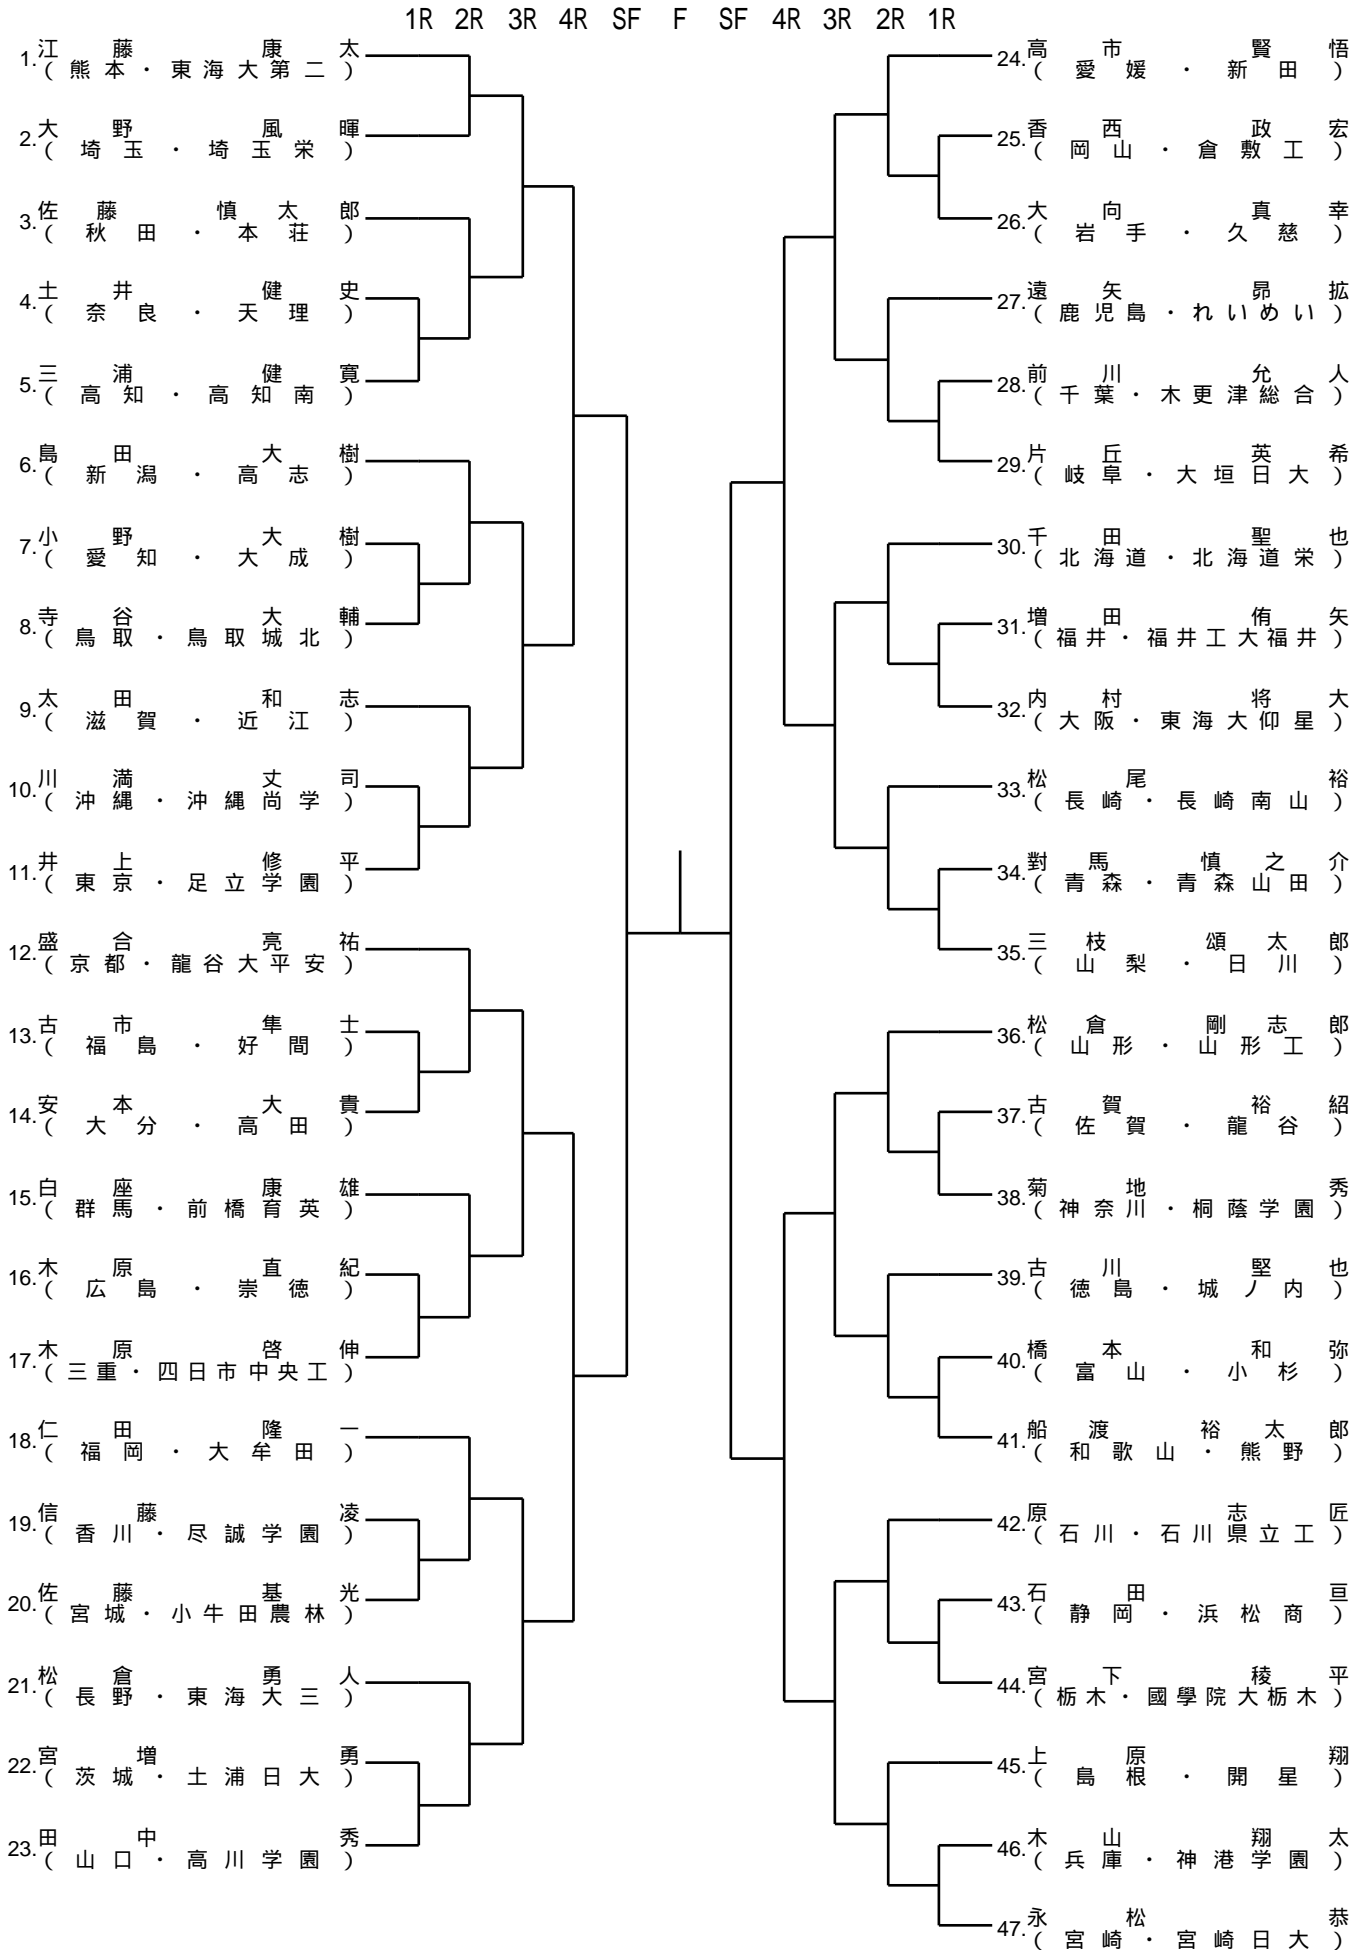 1R 2R 3R 4R SF F SF 4R 3R 2R 1R
1. 江藤康太
(熊本・東海大第二)
2. 大野風暉
(埼玉・埼玉栄)
3. 佐藤慎太郎
(秋田・本荘)
4. 土井健史
(奈良・天理)
5. 三浦健寛
(高知・高知南)
6. 島田大樹
(新潟・高志)
7. 小野大樹
(愛知・大成)
8. 寺谷大輔
(鳥取・鳥取城北)
9. 太田和志
(滋賀・近江)
10. 川満丈司
(沖縄・沖縄尚学)
11. 井上修平
(東京・足立学園)
12. 盛合亮祐
(京都・龍谷大平安)
13. 古市隼士
(福島・好間)
14. 安本大貴
(大分・高田)
15. 白座康雄
(群馬・前橋育英)
16. 木原直紀
(広島・崇徳)
17. 木原啓伸
(三重・四日市中央工)
18. 仁田隆一
(福岡・大牟田)
19. 信藤凌
(香川・尽誠学園)
20. 佐藤基光
(宮城・小牛田農林)
21. 松倉勇人
(長野・東海大三)
22. 宮増勇
(茨城・土浦日大)
23. 田中秀
(山口・高川学園)
24. 高市賢悟
(愛媛・新田)
25. 香西政宏
(岡山・倉敷工)
26. 大向真幸
(岩手・久慈)
27. 遠矢昴拡
(鹿児島・れいめい)
28. 前川允人
(千葉・木更津総合)
29. 片丘英希
(岐阜・大垣日大)
30. 千田聖也
(北海道・北海道栄)
31. 増田侑矢
(福井・福井工大福井)
32. 内村将大
(大阪・東海大仰星)
33. 松尾裕
(長崎・長崎南山)
34. 對馬慎之介
(青森・青森山田)
35. 三枝頌太郎
(山梨・日川)
36. 松倉剛志郎
(山形・山形工)
37. 古賀裕紹
(佐賀・龍谷)
38. 菊地秀
(神奈川・桐蔭学園)
39. 古川堅也
(徳島・城ノ内)
40. 橋本和弥
(富山・小杉)
41. 船渡裕太郎
(和歌山・熊野)
42. 原志匠
(石川・石川県立工)
43. 石田亘
(静岡・浜松商)
44. 宮下稜平
(栃木・國學院大栃木)
45. 上原翔
(島根・開星)
46. 木山翔太
(兵庫・神港学園)
47. 永松恭
(宮崎・宮崎日大)